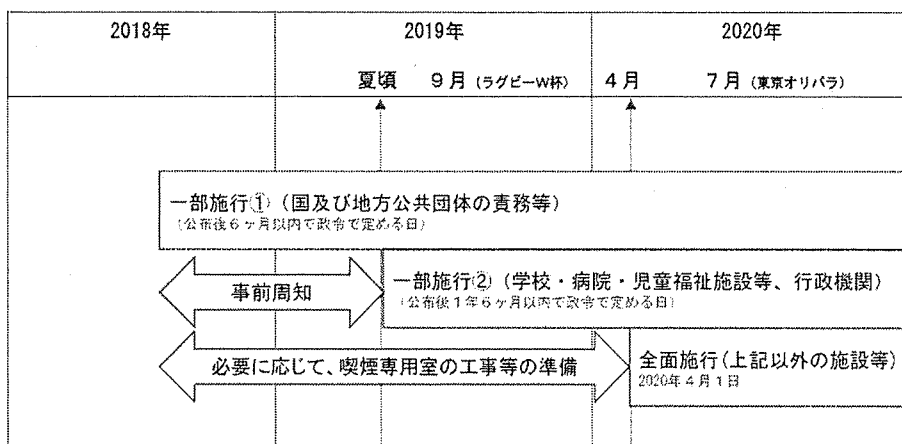 2018年
2019年
2020年
夏頃 9月(ラグビーW杯) 4月 7月(東京オリパラ)
一部施行①(国及び地方公共団体の責務等)
(公布後6ヶ月以内で政令で定める日)
事前周知
一部施行②(学校・病院・児童福祉施設等、行政機関)
(公布後1年6ヶ月以内で政令で定める日)
必要に応じて、喫煙専用室の工事等の準備
全面施行(上記以外の施設等)
2020年4月1日